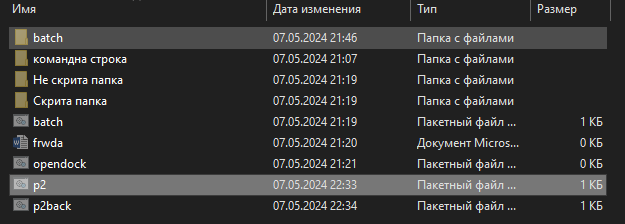 Имя Дата изменения Тип Размер
batch 07.05.2024 21:46 Папка с файлами
командна строка 07.05.2024 21:07 Папка с файлами
Не скрита папка 07.05.2024 21:19 Папка с файлами
Скрита папка 07.05.2024 21:19 Папка с файлами
batch 07.05.2024 21:19 Пакетный файл ... 1 КБ
frwda 07.05.2024 21:20 Документ Micros... 0 КБ
opendock 07.05.2024 21:21 Пакетный файл ... 0 КБ
p2 07.05.2024 22:33 Пакетный файл ... 1 КБ
p2back 07.05.2024 22:34 Пакетный файл ... 1 КБ